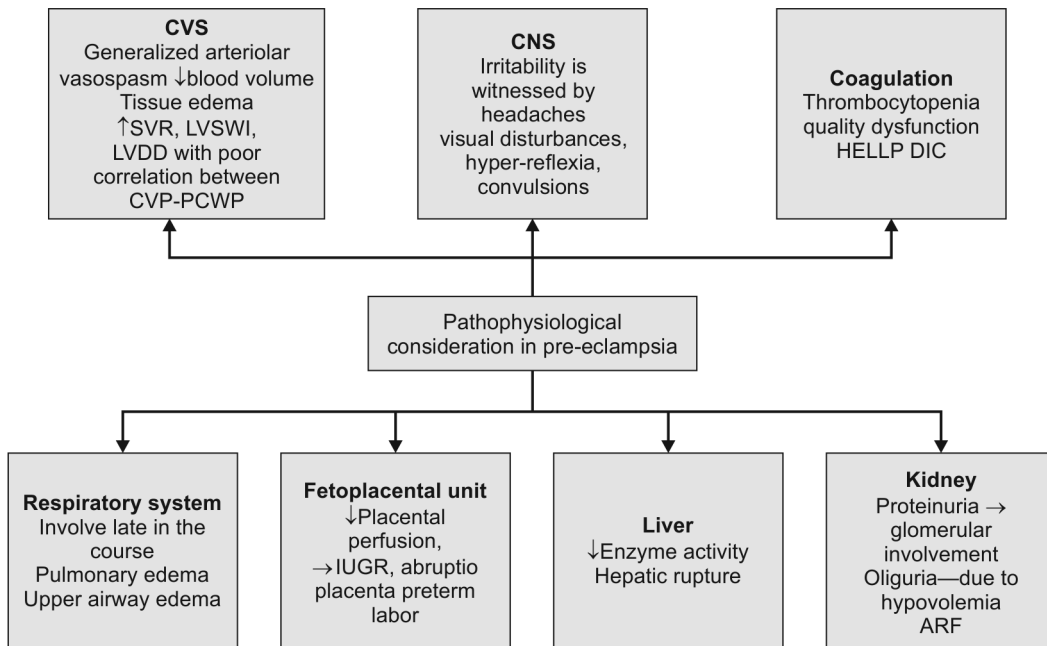 CVS
Generalized arteriolar
vasospasm ↓blood volume
Tissue edema
↑SVR, LVSWI,
LVDD with poor
correlation between
CVP-PCWP
CNS
Irritability is
witnessed by
headaches
visual disturbances,
hyper-reflexia,
convulsions
Coagulation
Thrombocytopenia
quality dysfunction
HELLP DIC
Pathophysiological
consideration in pre-eclampsia
Respiratory system
Involve late in the
course
Pulmonary edema
Upper airway edema
Fetoplacental unit
↓Placental
perfusion,
→IUGR, abruptio
placenta preterm
labor
Liver
↓Enzyme activity
Hepatic rupture
Kidney
Proteinuria →
glomerular
involvement
Oliguria—due to
hypovolemia
ARF